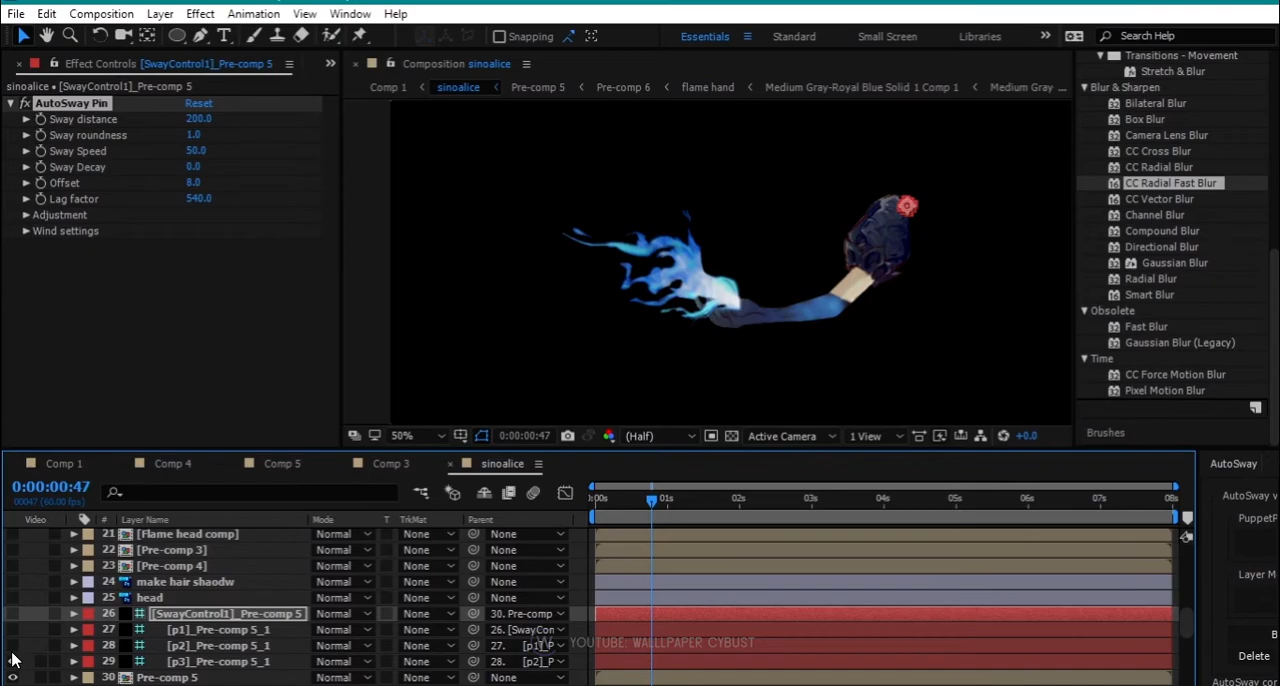 File Edit Composition Layer Effect Animation View Window Help
Snapping Essentials Standard Small Screen Libraries Search Help
Effect Controls [SwayControl1]_Pre-comp 5
sinoalice • [SwayControl1]_Pre-comp 5
fx AutoSway Pin Reset
Sway distance 200.0
Sway roundness 1.0
Sway Speed 50.0
Sway Decay 0.0
Offset 8.0
Lag factor 540.0
Adjustment
Wind settings
Composition sinoalice
Comp 1 sinoalice Pre-comp 5 Pre-comp 6 flame hand Medium Gray-Royal Blue Solid 1 Comp 1 Medium Gray ...
50% 0:00:00:47 (Half) Active Camera 1 View +0.0
Transitions - Movement
Stretch & Blur
Blur & Sharpen
Bilateral Blur
Box Blur
Camera Lens Blur
CC Cross Blur
CC Radial Blur
CC Radial Fast Blur
CC Vector Blur
Channel Blur
Compound Blur
Directional Blur
Gaussian Blur
Radial Blur
Smart Blur
Obsolete
Fast Blur
Gaussian Blur (Legacy)
Time
CC Force Motion Blur
Pixel Motion Blur
Brushes
Comp 1 Comp 4 Comp 5 Comp 3 sinoalice
0:00:00:47
00047 (60.00 fps)
0:00s 01s 02s 03s 04s 05s 06s 07s 08s
Video # Layer Name Mode T TrkMat Parent
21 [Flame head comp] Normal None None
22 [Pre-comp 3] Normal None None
23 [Pre-comp 4] Normal None None
24 make hair shaodw Normal None None
25 head Normal None None
26 [SwayControl1]_Pre-comp 5 Normal None 30. Pre-comp
27 [p1]_Pre-comp 5_1 Normal None 26. [SwayCon
28 [p2]_Pre-comp 5_1 Normal None 27. [p1]_P
29 [p3]_Pre-comp 5_1 Normal None 28. [p2]_P
30 Pre-comp 5 Normal None None
YOUTUBE: WALLLPAPER CYBUST
AutoSway
AutoSway v
PuppetP
Layer M
B
Delete
AutoSway cor